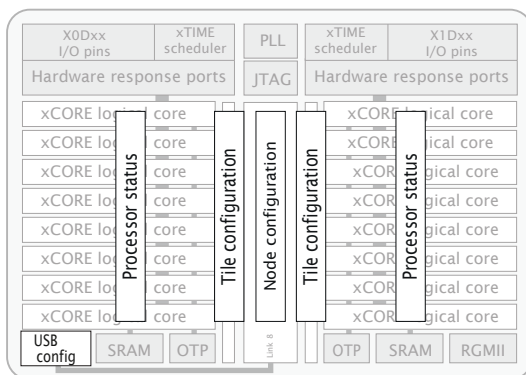 X0Dxx
I/O pins
xTIME
scheduler
PLL
xTIME
scheduler
X1Dxx
I/O pins
Hardware response ports
JTAG
Hardware response ports
xCORE logical core
xCORE logical core
xCORE logical core
xCORE logical core
xCORE logical core
xCORE logical core
xCORE logical core
xCORE logical core
Processor status
Tile configuration
Node configuration
Tile configuration
Processor status
xCORE logical core
xCORE logical core
xCORE logical core
xCORE logical core
xCORE logical core
xCORE logical core
xCORE logical core
xCORE logical core
USB
config
SRAM
OTP
Link 8
OTP
SRAM
RGMII